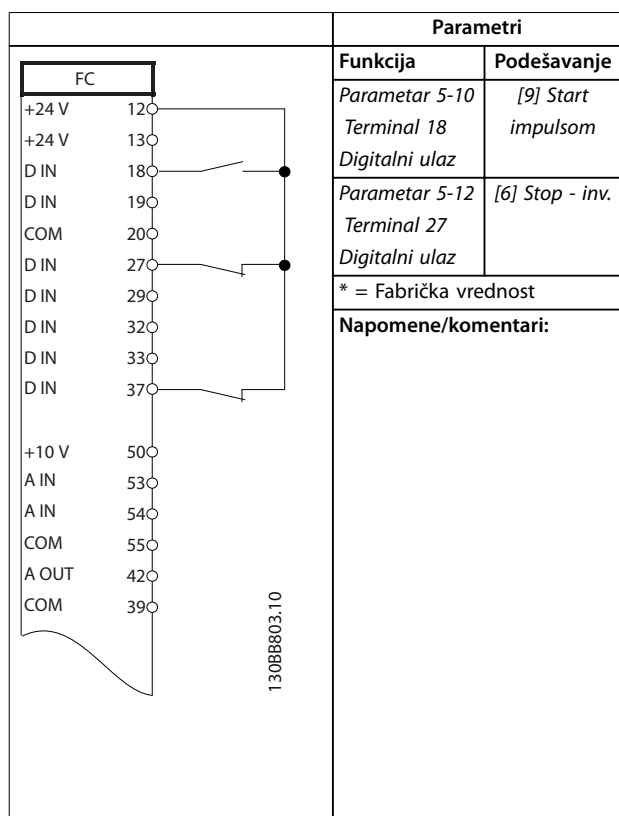 Parametri
Funkcija Podešavanje
Parametar 5-10
Terminal 18
Digitalni ulaz
[9] Start
impulsom
Parametar 5-12
Terminal 27
Digitalni ulaz
[6] Stop - inv.
* = Fabrička vrednost
Napomene/komentari:
FC
+24 V 12
+24 V 13
D IN 18
D IN 19
COM 20
D IN 27
D IN 29
D IN 32
D IN 33
D IN 37
+10 V 50
A IN 53
A IN 54
COM 55
A OUT 42
COM 39
130BB803.10